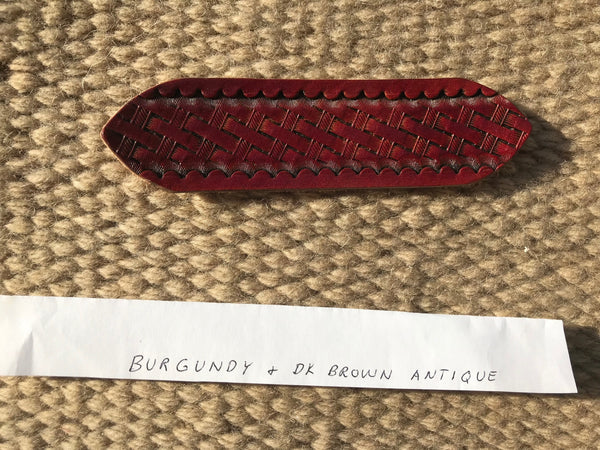 BURGUNDY + DK BROWN ANTIQUE